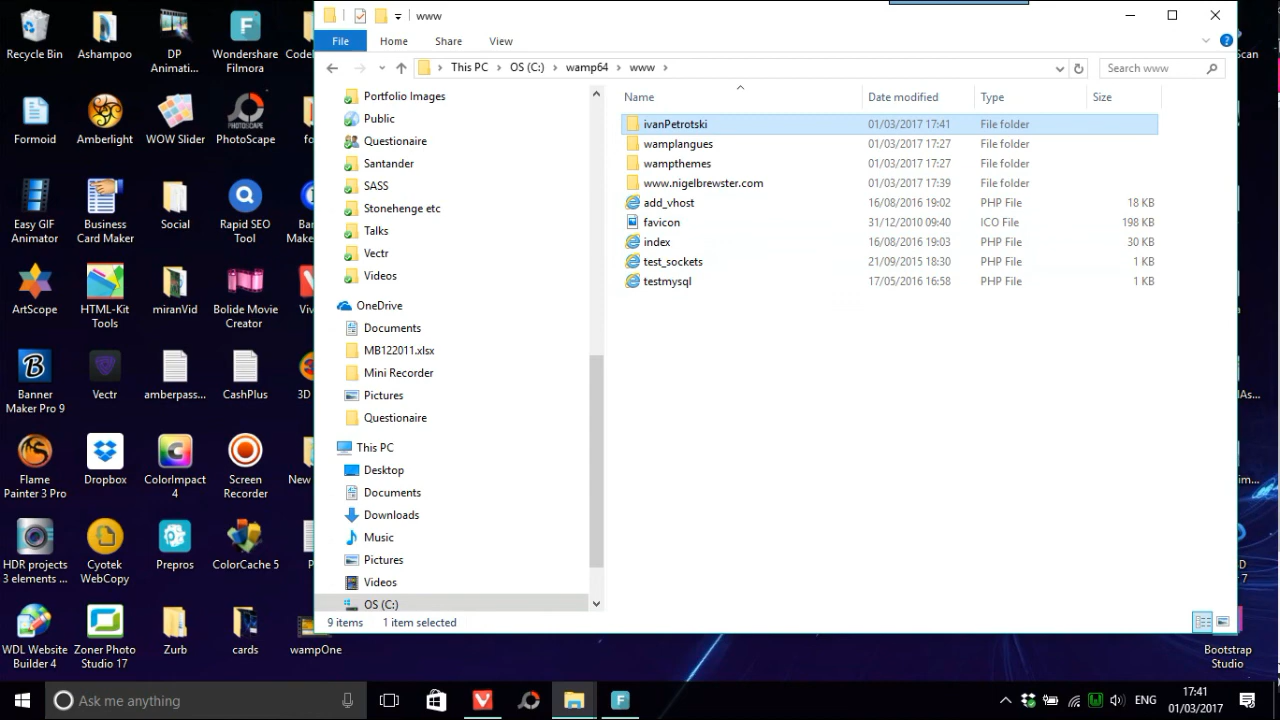 www
File Home Share View
This PC > OS (C:) > wamp64 > www >
Search www
Portfolio Images
Public
Questionaire
Santander
SASS
Stonehenge etc
Talks
Vectr
Videos
OneDrive
Documents
MB122011.xlsx
Mini Recorder
Pictures
Questionaire
This PC
Desktop
Documents
Downloads
Music
Pictures
Videos
OS (C:)
Name Date modified Type Size
ivanPetrotski 01/03/2017 17:41 File folder
wamplangues 01/03/2017 17:27 File folder
wampthemes 01/03/2017 17:27 File folder
www.nigelbrewster.com 01/03/2017 17:39 File folder
add_vhost 16/08/2016 19:02 PHP File 18 KB
favicon 31/12/2010 09:40 ICO File 198 KB
index 16/08/2016 19:03 PHP File 30 KB
test_sockets 21/09/2015 18:30 PHP File 1 KB
testmysql 17/05/2016 16:58 PHP File 1 KB
9 items 1 item selected
Recycle Bin
Ashampoo
DP
Animati...
Wondershare
Filmora
Formoid
Amberlight
WOW Slider
PhotoScape
Easy GIF
Animator
Business
Card Maker
Social
Rapid SEO
Tool
ArtScope
HTML-Kit
Tools
miranVid
Bolide Movie
Creator
Banner
Maker Pro 9
Vectr
amberpass...
CashPlus
3D
Flame
Painter 3 Pro
Dropbox
ColorImpact
4
Screen
Recorder
New
HDR projects
3 elements ...
Cyotek
WebCopy
Prepros
ColorCache 5
WDL Website
Builder 4
Zoner Photo
Studio 17
Zurb
cards
wampOne
Bootstrap
Studio
Ask me anything
ENG
17:41
01/03/2017